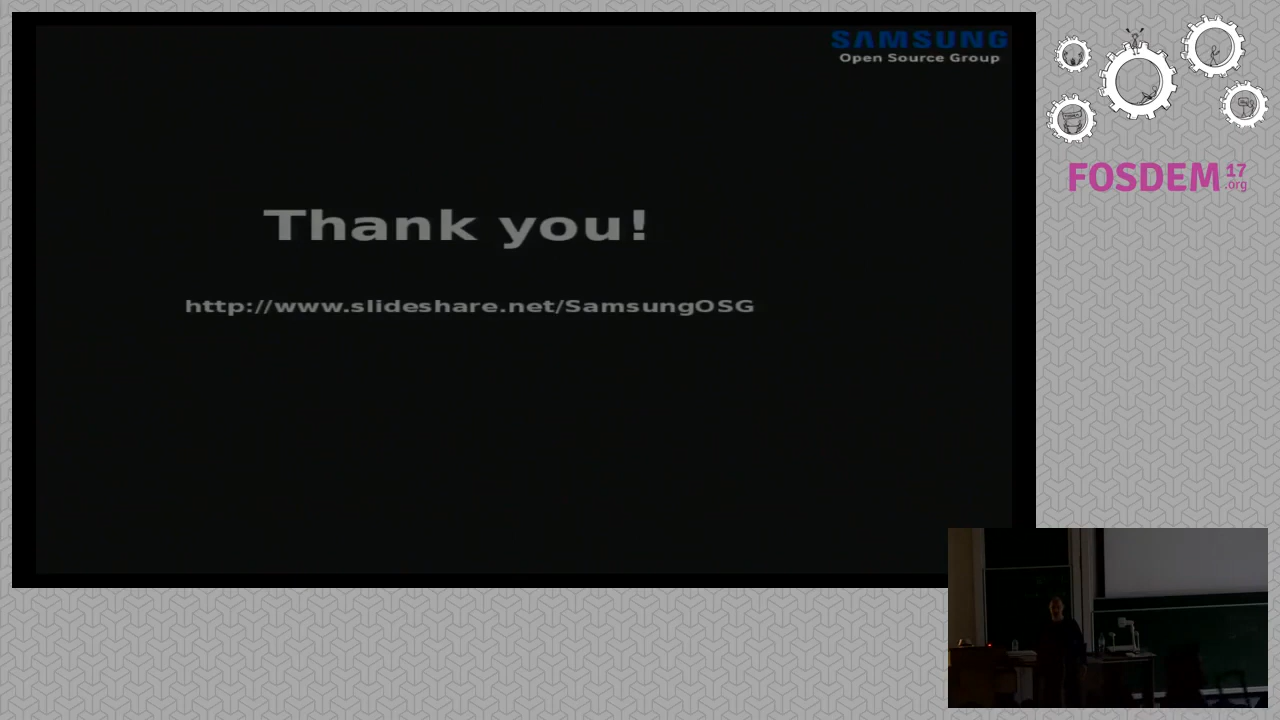 SAMSUNG
Open Source Group
Thank you!
http://www.slideshare.net/SamsungOSG
FOSDEM 17
.org